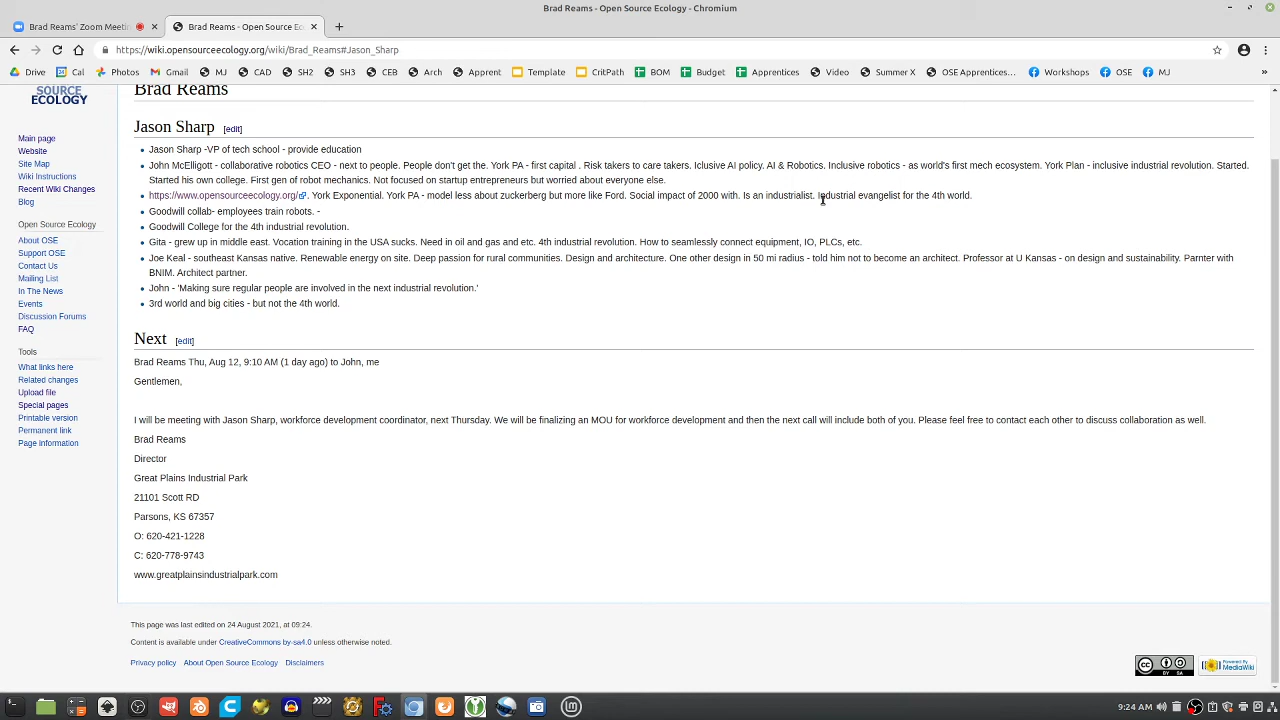 Brad Reams - Open Source Ecology - Chromium
Brad Reams' Zoom Meetin
Brad Reams - Open Source Ec
https://wiki.opensourceecology.org/wiki/Brad_Reams#Jason_Sharp
Drive Cal Photos Gmail MJ CAD SH2 SH3 CEB Arch Apprent Template CritPath BOM Budget Apprentices Video Summer X OSE Apprentices… Workshops OSE MJ »
SOURCE
ECOLOGY
Main page
Website
Site Map
Wiki Instructions
Recent Wiki Changes
Blog
Open Source Ecology
About OSE
Support OSE
Contact Us
Mailing List
In The News
Events
Discussion Forums
FAQ
Tools
What links here
Related changes
Upload file
Special pages
Printable version
Permanent link
Page information
Brad Reams
Jason Sharp [edit]
Jason Sharp -VP of tech school - provide education
John McElligott - collaborative robotics CEO - next to people. People don't get the. York PA - first capital . Risk takers to care takers. Iclusive AI policy. AI & Robotics. Inclusive robotics - as world's first mech ecosystem. York Plan - inclusive industrial revolution. Started.
Started his own college. First gen of robot mechanics. Not focused on startup entrepreneurs but worried about everyone else.
https://www.opensourceecology.org/ . York Exponential. York PA - model less about zuckerberg but more like Ford. Social impact of 2000 with. Is an industrialist. Industrial evangelist for the 4th world.
Goodwill collab- employees train robots. -
Goodwill College for the 4th industrial revolution.
Gita - grew up in middle east. Vocation training in the USA sucks. Need in oil and gas and etc. 4th industrial revolution. How to seamlessly connect equipment, IO, PLCs, etc.
Joe Keal - southeast Kansas native. Renewable energy on site. Deep passion for rural communities. Design and architecture. One other design in 50 mi radius - told him not to become an architect. Professor at U Kansas - on design and sustainability. Parnter with
BNIM. Architect partner.
John - 'Making sure regular people are involved in the next industrial revolution.'
3rd world and big cities - but not the 4th world.
Next [edit]
Brad Reams Thu, Aug 12, 9:10 AM (1 day ago) to John, me
Gentlemen,
I will be meeting with Jason Sharp, workforce development coordinator, next Thursday. We will be finalizing an MOU for workforce development and then the next call will include both of you. Please feel free to contact each other to discuss collaboration as well.
Brad Reams
Director
Great Plains Industrial Park
21101 Scott RD
Parsons, KS 67357
O: 620-421-1228
C: 620-778-9743
www.greatplainsindustrialpark.com
This page was last edited on 24 August 2021, at 09:24.
Content is available under CreativeCommons by-sa4.0 unless otherwise noted.
Privacy policy About Open Source Ecology Disclaimers
BY SA
Powered By
MediaWiki
9:24 AM